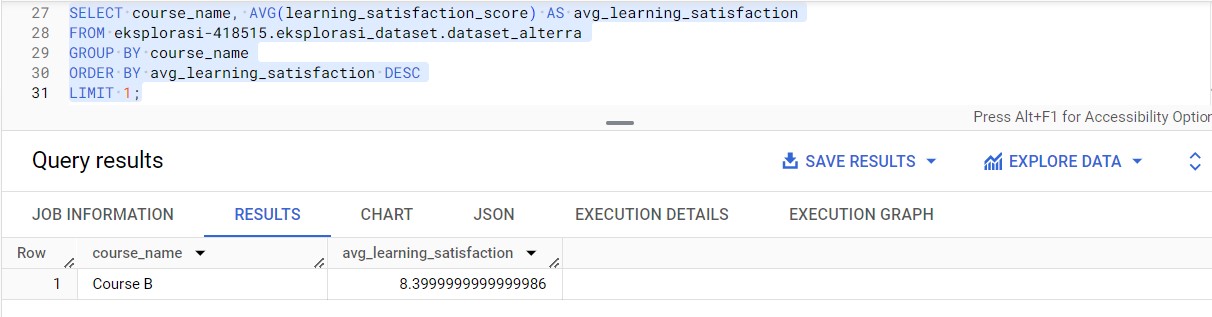 27 SELECT course_name, AVG(learning_satisfaction_score) AS avg_learning_satisfaction
28 FROM eksplorasi-418515.eksplorasi_dataset.dataset_alterra
29 GROUP BY course_name
30 ORDER BY avg_learning_satisfaction DESC
31 LIMIT 1;
Press Alt+F1 for Accessibility Option
Query results SAVE RESULTS EXPLORE DATA
JOB INFORMATION RESULTS CHART JSON EXECUTION DETAILS EXECUTION GRAPH
Row course_name avg_learning_satisfaction
1 Course B 8.3999999999999986